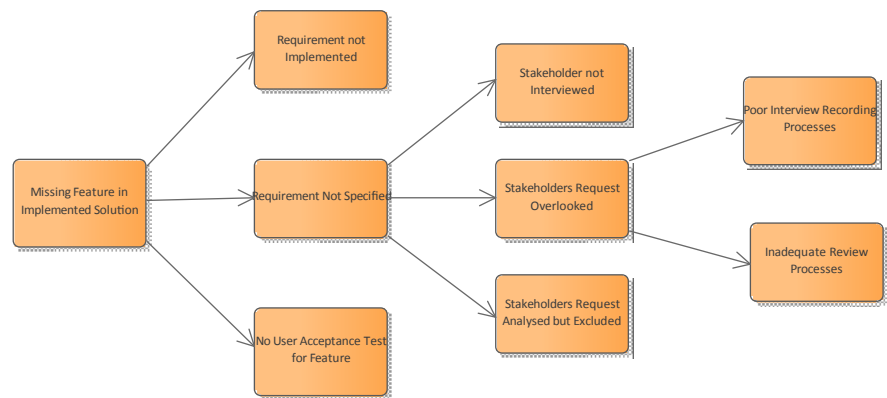 Missing Feature in
Implemented Solution
Requirement not
Implemented
Requirement Not Specified
No User Acceptance Test
for Feature
Stakeholder not
Interviewed
Stakeholders Request
Overlooked
Stakeholders Request
Analysed but Excluded
Poor Interview Recording
Processes
Inadequate Review
Processes